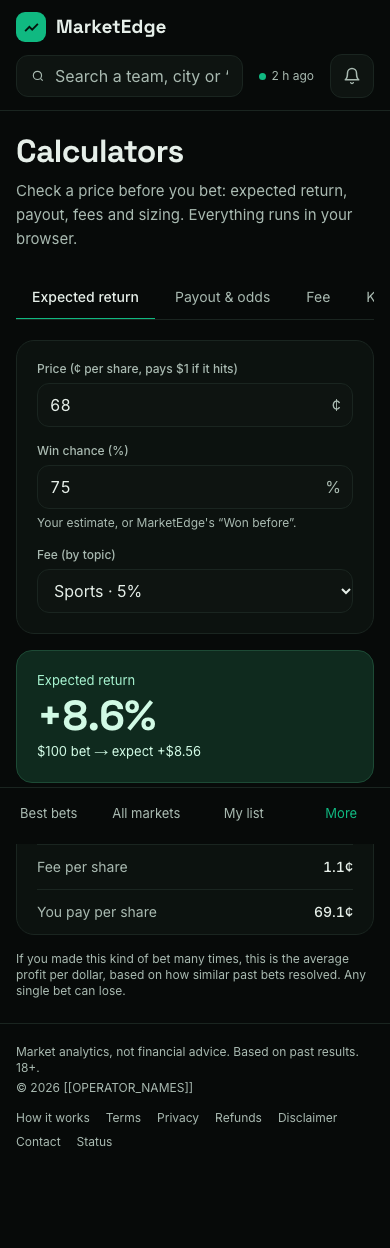 MarketEdge
Search a team, city or
2 h ago
Calculators
Check a price before you bet: expected return,
payout, fees and sizing. Everything runs in your
browser.
Expected return
Payout & odds
Fee
Price (¢ per share, pays $1 if it hits)
68
¢
Win chance (%)
75
%
Your estimate, or MarketEdge's “Won before”.
Fee (by topic)
Sports · 5%
Expected return
+8.6%
$100 bet → expect +$8.56
Best bets
All markets
My list
More
Fee per share
1.1¢
You pay per share
69.1¢
If you made this kind of bet many times, this is the average
profit per dollar, based on how similar past bets resolved. Any
single bet can lose.
Market analytics, not financial advice. Based on past results.
18+.
© 2026 [[OPERATOR_NAMES]]
How it works Terms Privacy Refunds Disclaimer
Contact Status